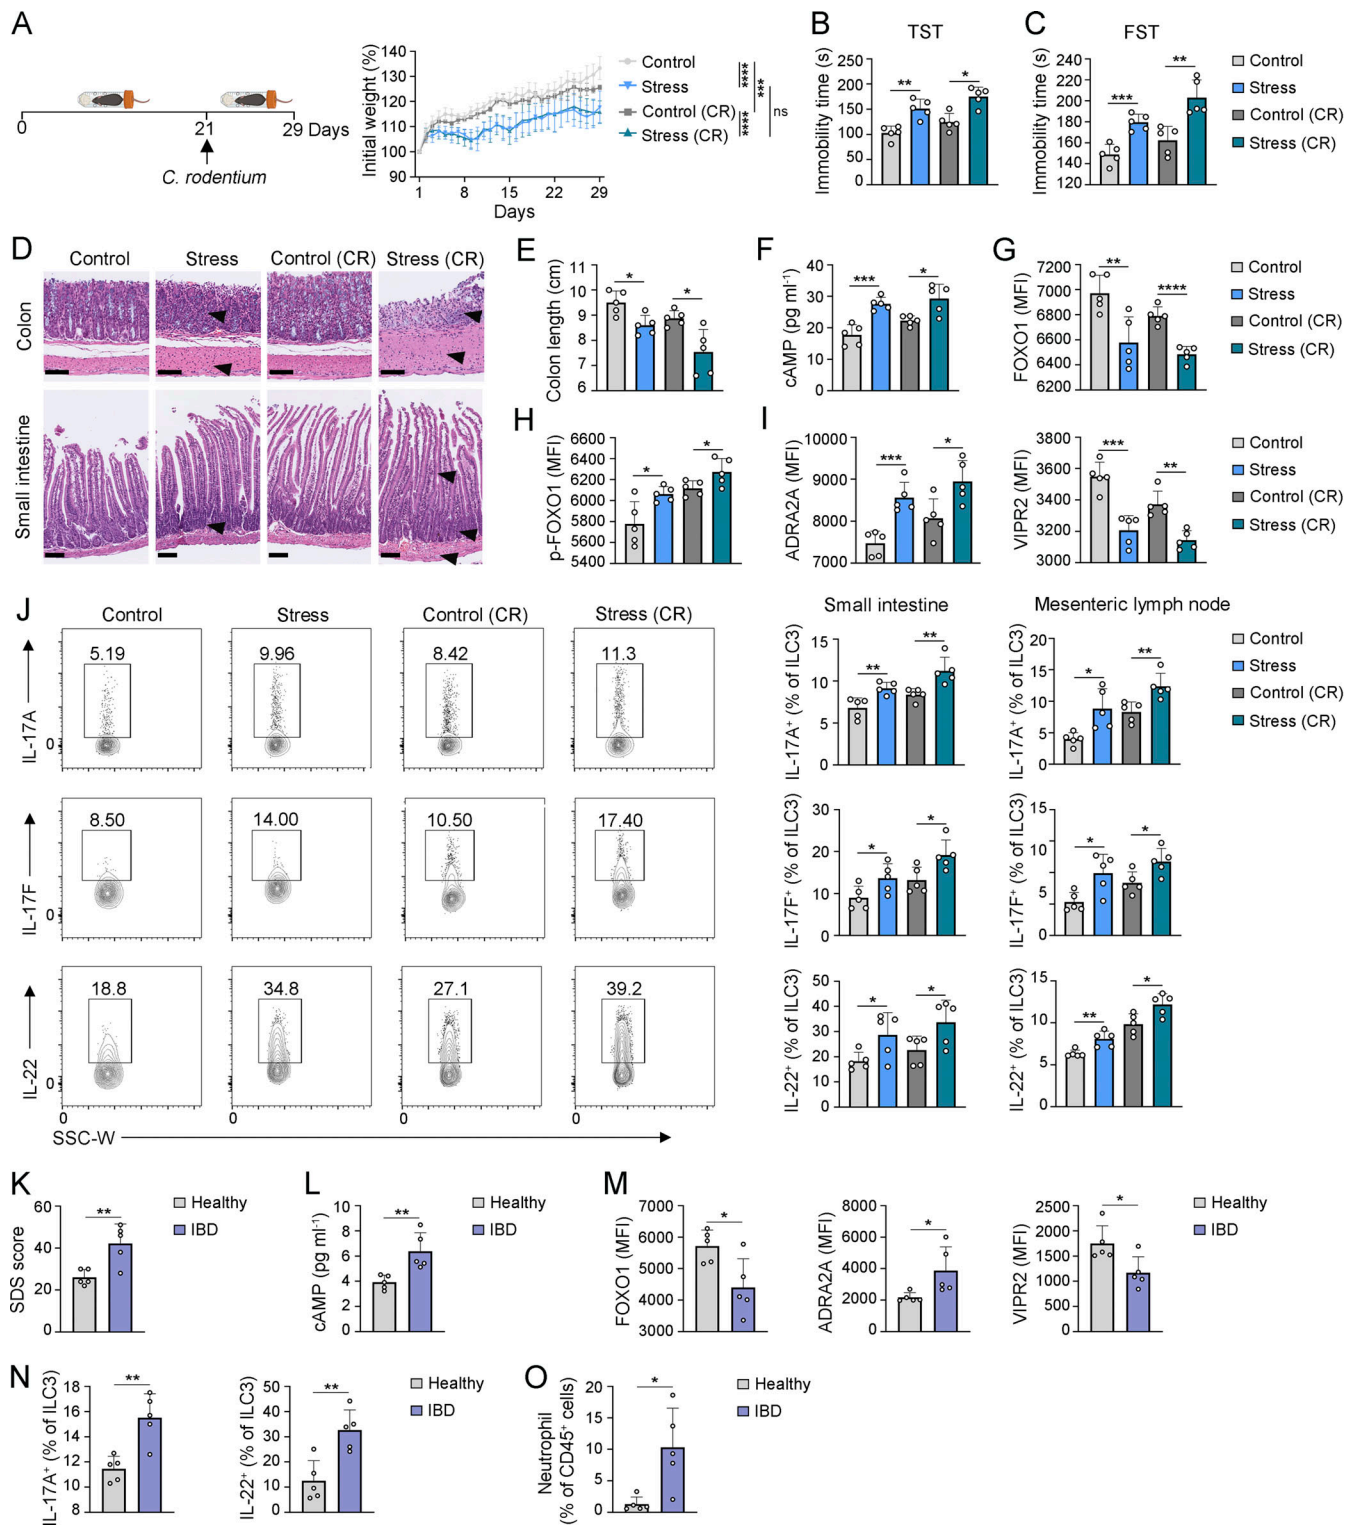 A
0
21
29 Days
C. rodentium
Initial weight (%)
140
130
120
110
100
90
1 8 15 22 29
Days
Control
Stress
Control (CR)
Stress (CR)
****
***
****
ns
B
TST
Immobility time (s)
250
200
150
100
50
0
** *
C
FST
Immobility time (s)
240
220
200
180
160
140
120
*** **
Control
Stress
Control (CR)
Stress (CR)
D
Control Stress Control (CR) Stress (CR)
Colon
Small intestine
E
Colon length (cm)
11
10
9
8
7
6
* *
F
cAMP (pg ml⁻¹)
40
30
20
10
0
*** *
G
FOXO1 (MFI)
7200
7000
6800
6600
6400
6200
** ****
Control
Stress
Control (CR)
Stress (CR)
H
p-FOXO1 (MFI)
6600
6400
6200
6000
5800
5600
5400
* *
I
ADRA2A (MFI)
10000
9000
8000
7000
*** *
VIPR2 (MFI)
3800
3600
3400
3200
3000
*** **
Control
Stress
Control (CR)
Stress (CR)
J
Control Stress Control (CR) Stress (CR)
IL-17A
0
5.19 9.96 8.42 11.3
IL-17F
0
8.50 14.00 10.50 17.40
IL-22
0
18.8 34.8 27.1 39.2
0 0 0 0
SSC-W
Small intestine
IL-17A⁺ (% of ILC3)
15
10
5
0
** **
Mesenteric lymph node
IL-17A⁺ (% of ILC3)
20
15
10
5
0
* **
Control
Stress
Control (CR)
Stress (CR)
IL-17F⁺ (% of ILC3)
30
20
10
0
* *
IL-17F⁺ (% of ILC3)
15
10
5
0
* *
IL-22⁺ (% of ILC3)
50
40
30
20
10
0
* *
IL-22⁺ (% of ILC3)
15
10
5
0
** *
K
SDS score
60
40
20
0
**
Healthy
IBD
L
cAMP (pg ml⁻¹)
10
8
6
4
2
0
**
Healthy
IBD
M
FOXO1 (MFI)
7000
6000
5000
4000
3000
*
ADRA2A (MFI)
8000
6000
4000
2000
0
*
VIPR2 (MFI)
2500
2000
1500
1000
500
0
*
Healthy
IBD
N
IL-17A⁺ (% of ILC3)
18
16
14
12
10
8
**
IL-22⁺ (% of ILC3)
50
40
30
20
10
0
**
Healthy
IBD
O
Neutrophil
(% of CD45⁺ cells)
20
15
10
5
0
*
Healthy
IBD